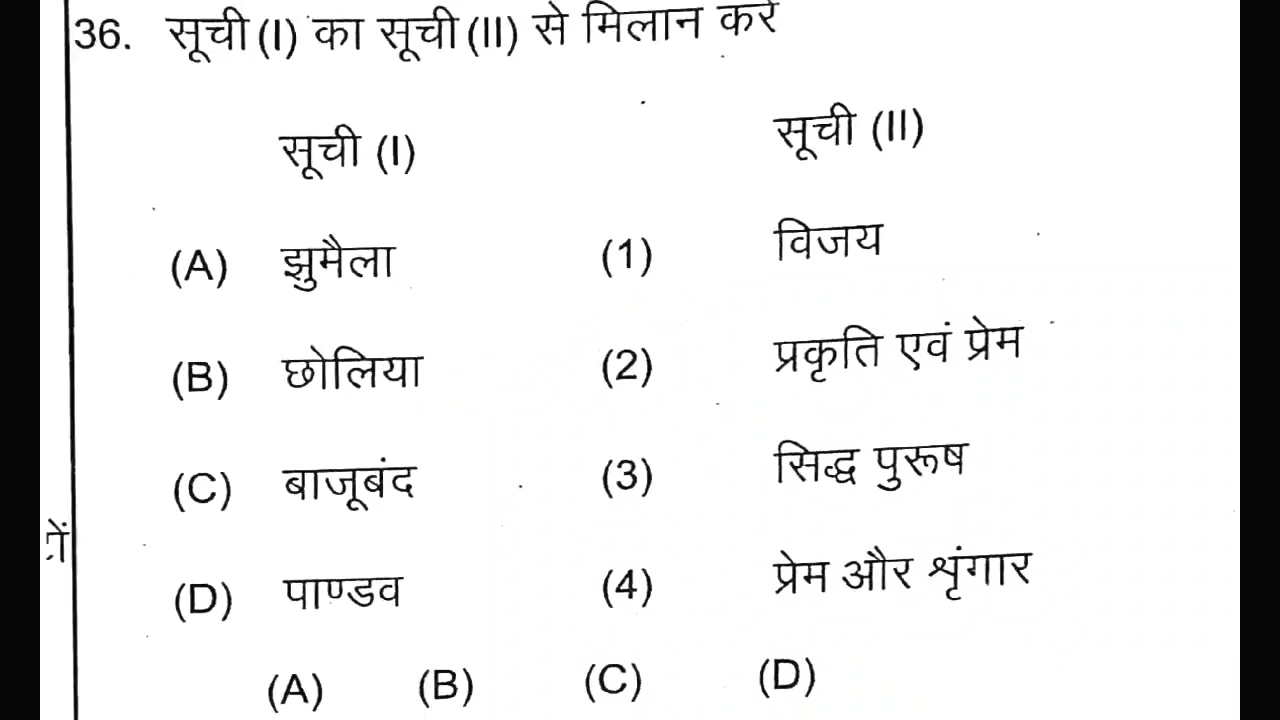 36. सूची (I) का सूची (II) से मिलान करें
सूची (I) सूची (II)
(A) झुमैला (1) विजय
(B) छोलिया (2) प्रकृति एवं प्रेम
(C) बाजूबंद (3) सिद्ध पुरूष
(D) पाण्डव (4) प्रेम और श्रृंगार
(A) (B) (C) (D)